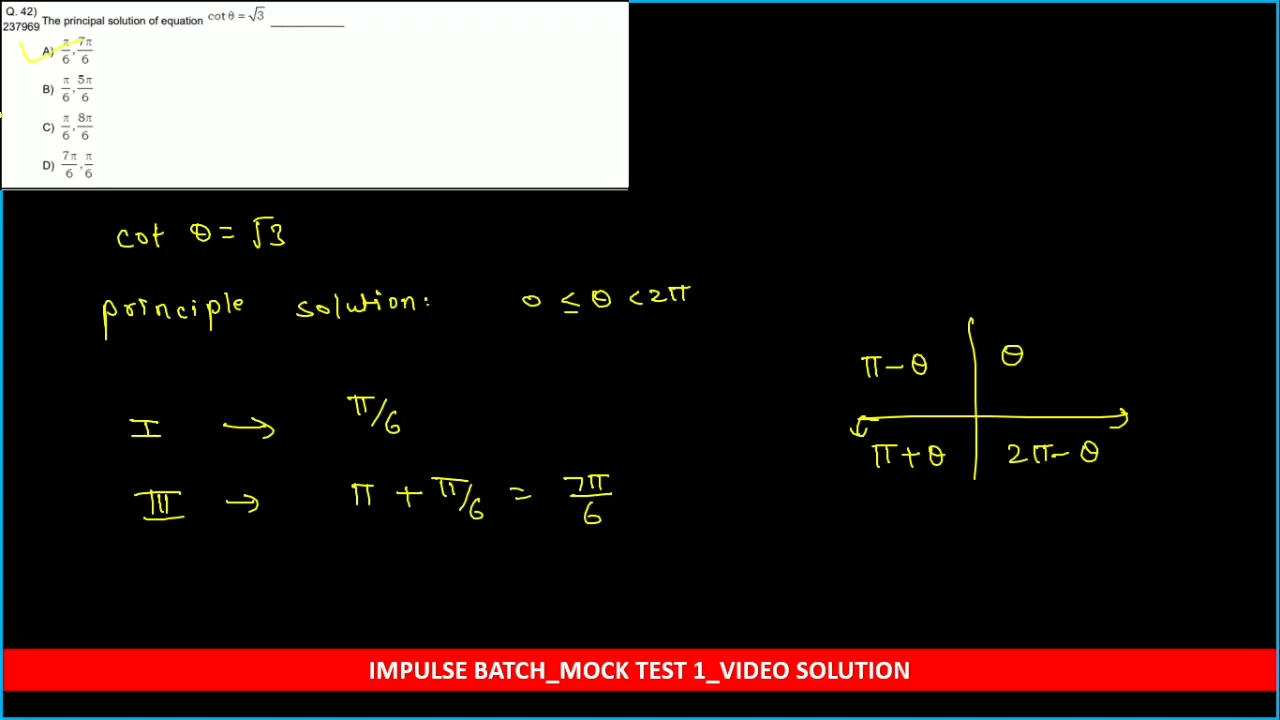 Q. 42)
237969 The principal solution of equation cot θ = √3 ____________
A) π/6, 7π/6
B) π/6, 5π/6
C) π/6, 8π/6
D) 7π/6, π/6
cot θ = √3
principle solution: 0 ≤ θ < 2π
π - θ θ
I → π/6
π + θ 2π - θ
III → π + π/6 = 7π/6
IMPULSE BATCH_MOCK TEST 1_VIDEO SOLUTION